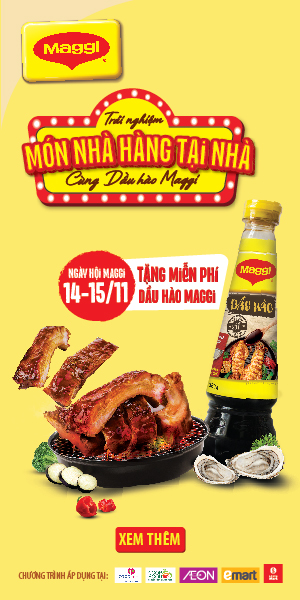 Maggi
Trải nghiệm
MÓN NHÀ HÀNG TẠI NHÀ
Cùng Dầu hào Maggi
NGÀY HỘI MAGGI
14-15/11
TẶNG MIỄN PHÍ
DẦU HÀO MAGGI
Maggi
DẦU HÀO
XEM THÊM
CHƯƠNG TRÌNH ÁP DỤNG TẠI:
AEON
emart